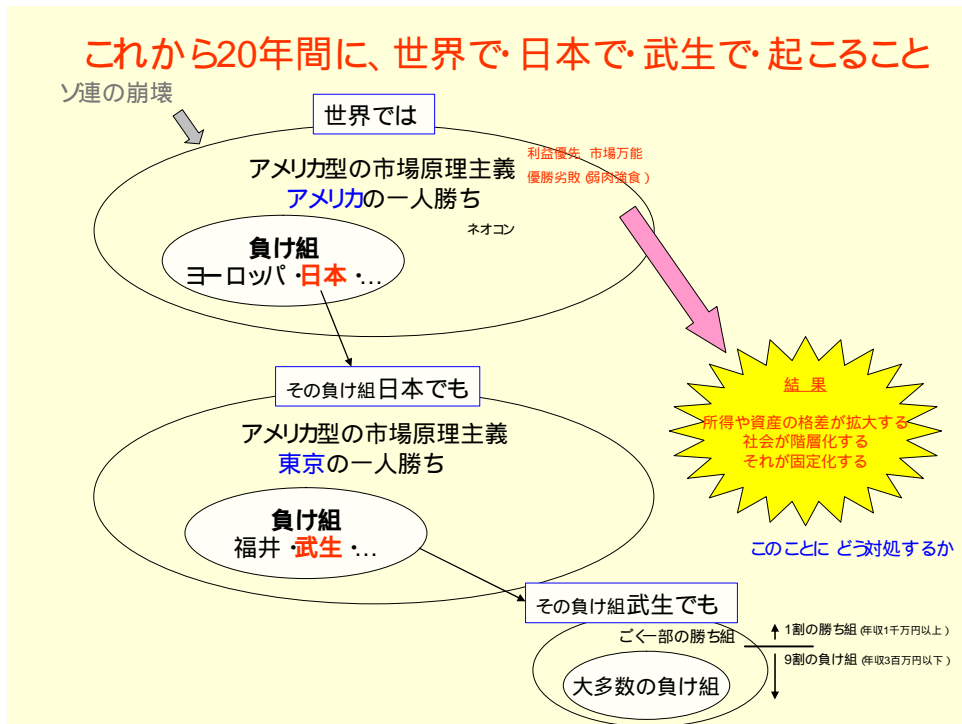 これから20年間に、世界で・日本で・武生で・起こること
ソ連の崩壊
世界では
アメリカ型の市場原理主義
アメリカの一人勝ち
利益優先 市場万能
優勝劣敗(弱肉強食)
ネオコン
負け組
ヨーロッパ・日本・…
その負け組日本でも
アメリカ型の市場原理主義
東京の一人勝ち
負け組
福井・武生・…
結 果
所得や資産の格差が拡大する
社会が階層化する
それが固定化する
このことに どう対処するか
その負け組武生でも
ごく一部の勝ち組
大多数の負け組
1割の勝ち組(年収1千万円以上)
9割の負け組(年収3百万円以下)